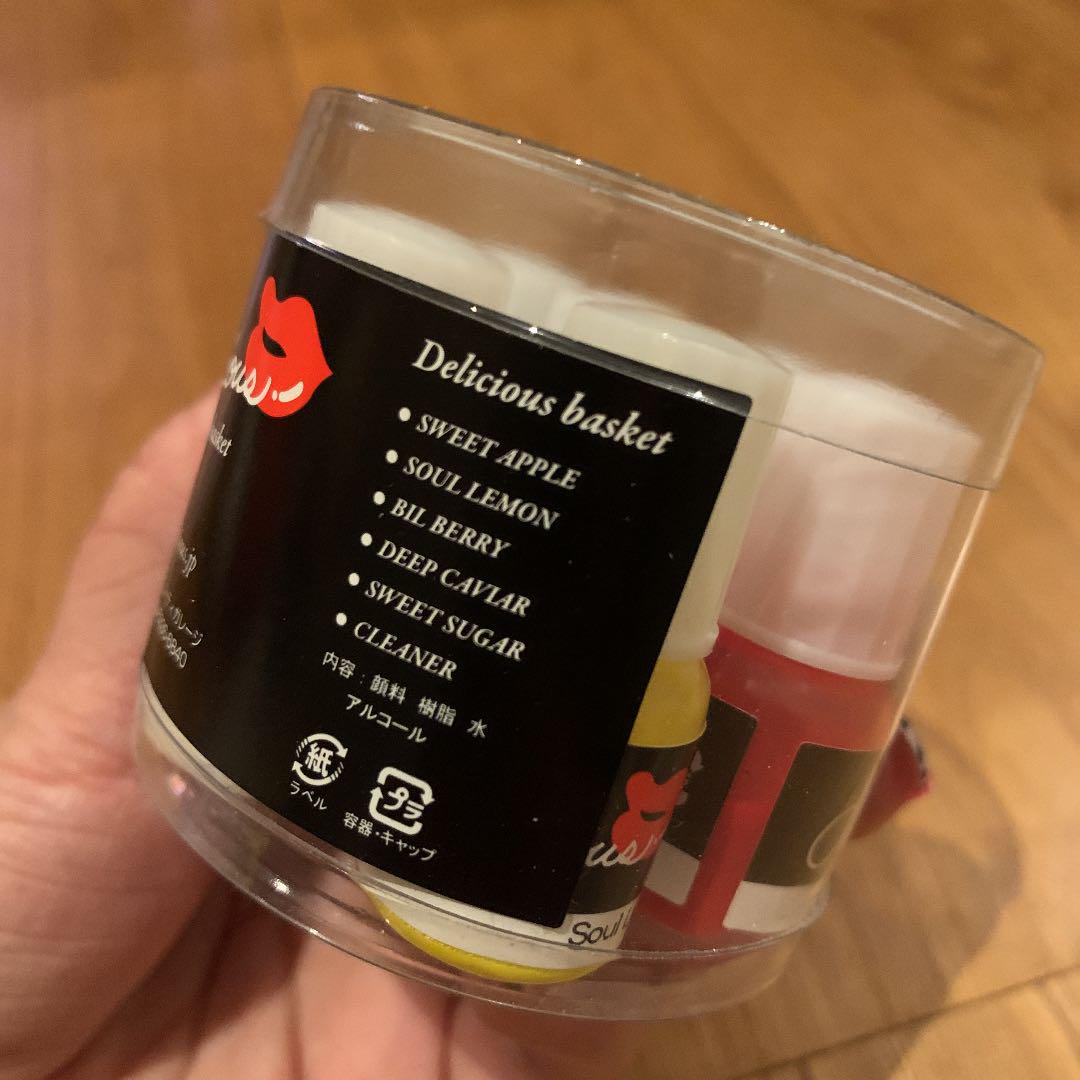 Delicious basket
• SWEET APPLE
• SOUL LEMON
• BIL BERRY
• DEEP CAVIAR
• SWEET SUGAR
• CLEANER
内容：顔料 樹脂 水
アルコール
紙
ラベル
プラ
容器・キャップ
Soul